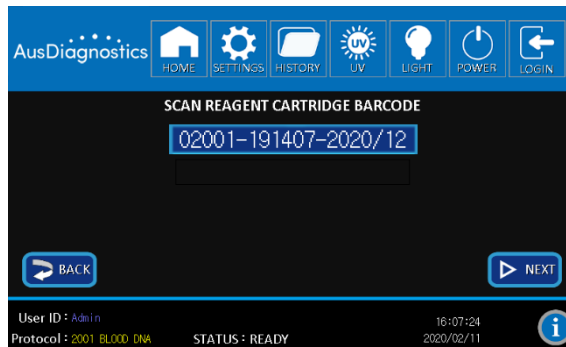 AusDiagnostics
HOME SETTINGS HISTORY UV LIGHT POWER LOGIN
SCAN REAGENT CARTRIDGE BARCODE
02001-191407-2020/12
BACK NEXT
User ID : Admin 16:07:24
Protocol : 2001 BLOOD DNA STATUS : READY 2020/02/11